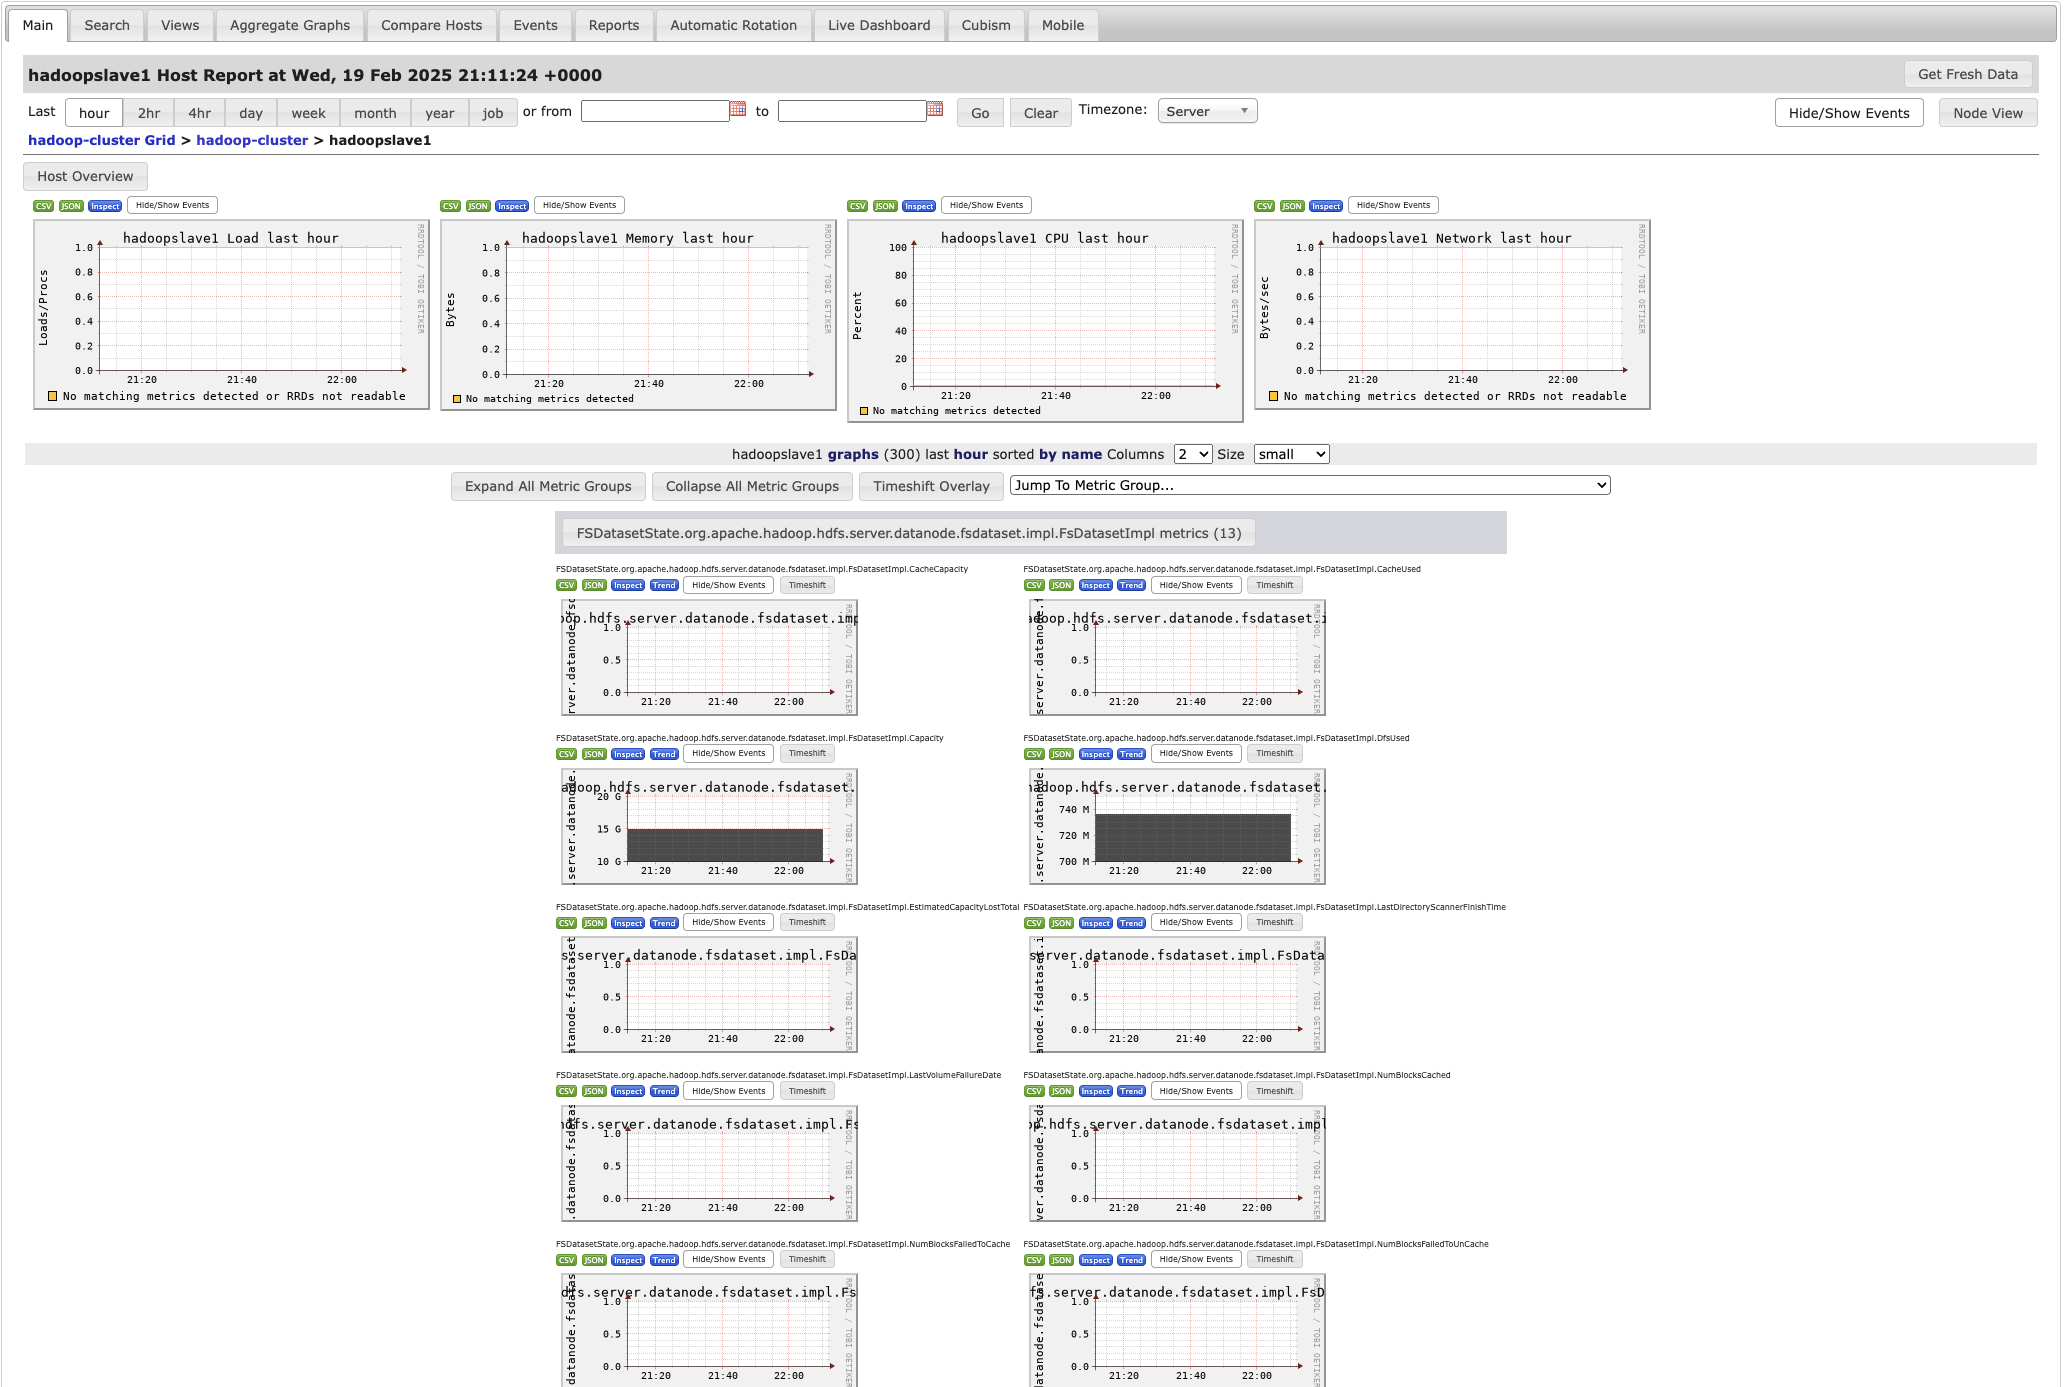 Main Search Views Aggregate Graphs Compare Hosts Events Reports Automatic Rotation Live Dashboard Cubism Mobile
hadoopslave1 Host Report at Wed, 19 Feb 2025 21:11:24 +0000 Get Fresh Data
Last hour 2hr 4hr day week month year job or from to Go Clear Timezone: Server Hide/Show Events Node View
hadoop-cluster Grid > hadoop-cluster > hadoopslave1
Host Overview
CSV JSON Inspect Hide/Show Events CSV JSON Inspect Hide/Show Events CSV JSON Inspect Hide/Show Events CSV JSON Inspect Hide/Show Events
hadoopslave1 Load last hour
Loads/Procs
1.0
0.8
0.6
0.4
0.2
0.0
21:20 21:40 22:00
No matching metrics detected or RRDs not readable
RRDTOOL / TOBI OETIKER
hadoopslave1 Memory last hour
Bytes
1.0
0.8
0.6
0.4
0.2
0.0
21:20 21:40 22:00
No matching metrics detected
RRDTOOL / TOBI OETIKER
hadoopslave1 CPU last hour
Percent
100
80
60
40
20
0
21:20 21:40 22:00
No matching metrics detected
RRDTOOL / TOBI OETIKER
hadoopslave1 Network last hour
Bytes/sec
1.0
0.8
0.6
0.4
0.2
0.0
21:20 21:40 22:00
No matching metrics detected or RRDs not readable
RRDTOOL / TOBI OETIKER
hadoopslave1 graphs (300) last hour sorted by name Columns 2 Size small
Expand All Metric Groups Collapse All Metric Groups Timeshift Overlay Jump To Metric Group...
FSDatasetState.org.apache.hadoop.hdfs.server.datanode.fsdataset.impl.FsDatasetImpl metrics (13)
FSDatasetState.org.apache.hadoop.hdfs.server.datanode.fsdataset.impl.FsDatasetImpl.CacheCapacity
CSV JSON Inspect Trend Hide/Show Events Timeshift
oop.hdfs.server.datanode.fsdataset.imp
rver.datanode.fsd
1.0
0.5
0.0
21:20 21:40 22:00
RRDTOOL / TOBI OETIKER
FSDatasetState.org.apache.hadoop.hdfs.server.datanode.fsdataset.impl.FsDatasetImpl.CacheUsed
CSV JSON Inspect Trend Hide/Show Events Timeshift
adoop.hdfs.server.datanode.fsdataset.i
server.datanode.f
1.0
0.5
0.0
21:20 21:40 22:00
RRDTOOL / TOBI OETIKER
FSDatasetState.org.apache.hadoop.hdfs.server.datanode.fsdataset.impl.FsDatasetImpl.Capacity
CSV JSON Inspect Trend Hide/Show Events Timeshift
adoop.hdfs.server.datanode.fsdataset.
.server.datanode.
20 G
15 G
10 G
21:20 21:40 22:00
RRDTOOL / TOBI OETIKER
FSDatasetState.org.apache.hadoop.hdfs.server.datanode.fsdataset.impl.FsDatasetImpl.DfsUsed
CSV JSON Inspect Trend Hide/Show Events Timeshift
hadoop.hdfs.server.datanode.fsdataset.
.server.datanode.
740 M
720 M
700 M
21:20 21:40 22:00
RRDTOOL / TOBI OETIKER
FSDatasetState.org.apache.hadoop.hdfs.server.datanode.fsdataset.impl.FsDatasetImpl.EstimatedCapacityLostTotal
CSV JSON Inspect Trend Hide/Show Events Timeshift
s.server.datanode.fsdataset.impl.FsDa
atanode.fsdataset
1.0
0.5
0.0
21:20 21:40 22:00
RRDTOOL / TOBI OETIKER
FSDatasetState.org.apache.hadoop.hdfs.server.datanode.fsdataset.impl.FsDatasetImpl.LastDirectoryScannerFinishTime
CSV JSON Inspect Trend Hide/Show Events Timeshift
server.datanode.fsdataset.impl.FsData
anode.fsdataset.i
1.0
0.5
0.0
21:20 21:40 22:00
RRDTOOL / TOBI OETIKER
FSDatasetState.org.apache.hadoop.hdfs.server.datanode.fsdataset.impl.FsDatasetImpl.LastVolumeFailureDate
CSV JSON Inspect Trend Hide/Show Events Timeshift
hdfs.server.datanode.fsdataset.impl.Fs
.datanode.fsdatas
1.0
0.5
0.0
21:20 21:40 22:00
RRDTOOL / TOBI OETIKER
FSDatasetState.org.apache.hadoop.hdfs.server.datanode.fsdataset.impl.FsDatasetImpl.NumBlocksCached
CSV JSON Inspect Trend Hide/Show Events Timeshift
op.hdfs.server.datanode.fsdataset.impl
ver.datanode.fsda
1.0
0.5
0.0
21:20 21:40 22:00
RRDTOOL / TOBI OETIKER
FSDatasetState.org.apache.hadoop.hdfs.server.datanode.fsdataset.impl.FsDatasetImpl.NumBlocksFailedToCache
CSV JSON Inspect Trend Hide/Show Events Timeshift
dfs.server.datanode.fsdataset.impl.Fs
datanode.fsdatas
1.0
0.5
0.0
21:20 21:40 22:00
RRDTOOL / TOBI OETIKER
FSDatasetState.org.apache.hadoop.hdfs.server.datanode.fsdataset.impl.FsDatasetImpl.NumBlocksFailedToUnCache
CSV JSON Inspect Trend Hide/Show Events Timeshift
fs.server.datanode.fsdataset.impl.FsD
datanode.fsdatase
1.0
0.5
0.0
21:20 21:40 22:00
RRDTOOL / TOBI OETIKER